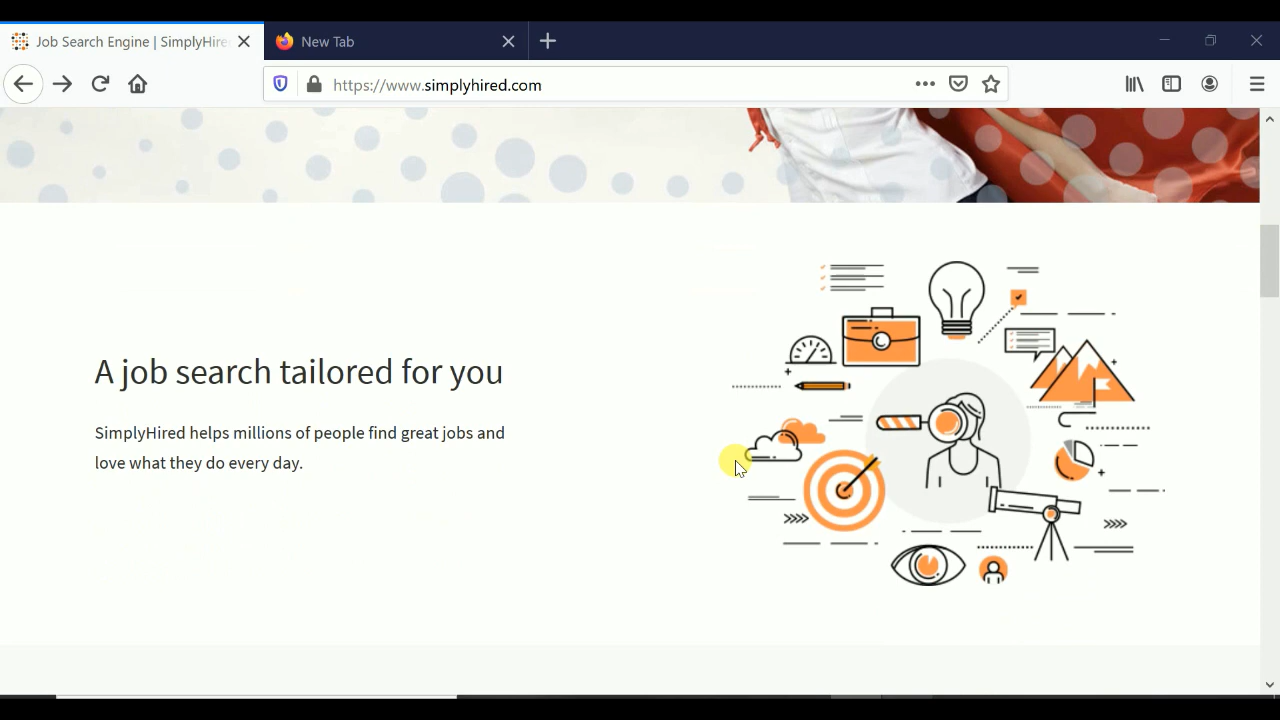 Job Search Engine | SimplyHire
New Tab
https://www.simplyhired.com
A job search tailored for you
SimplyHired helps millions of people find great jobs and
love what they do every day.